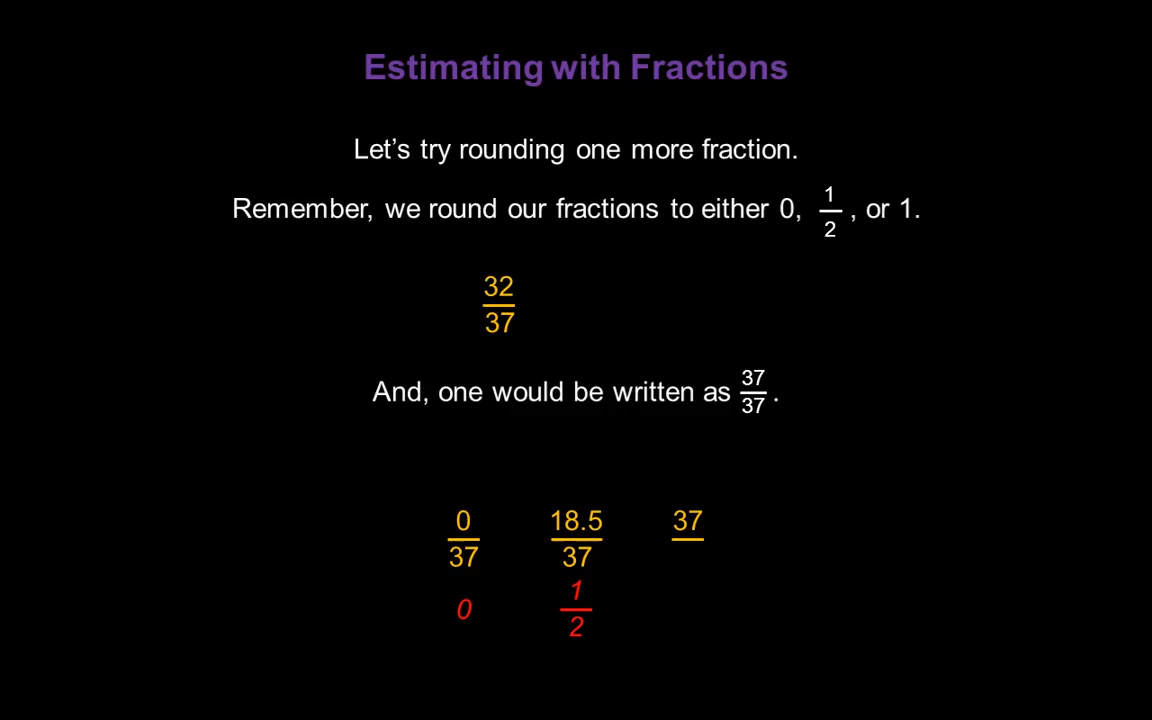 Estimating with Fractions
Let's try rounding one more fraction.
Remember, we round our fractions to either 0, 1/2, or 1.
32/37
And, one would be written as 37/37.
0/37 18.5/37 37/
0 1/2